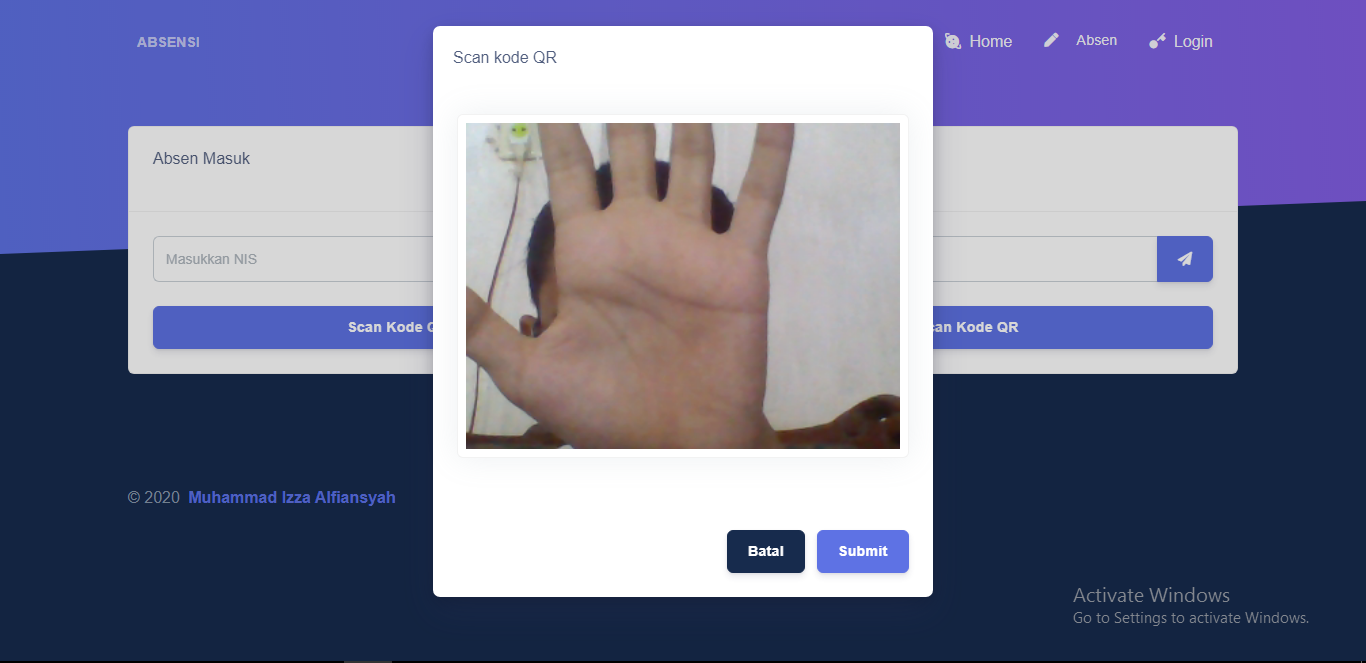 ABSENSI
Home
Absen
Login
Scan kode QR
Absen Masuk
Masukkan NIS
Scan Kode Q
can Kode QR
© 2020 Muhammad Izza Alfiansyah
Batal
Submit
Activate Windows
Go to Settings to activate Windows.